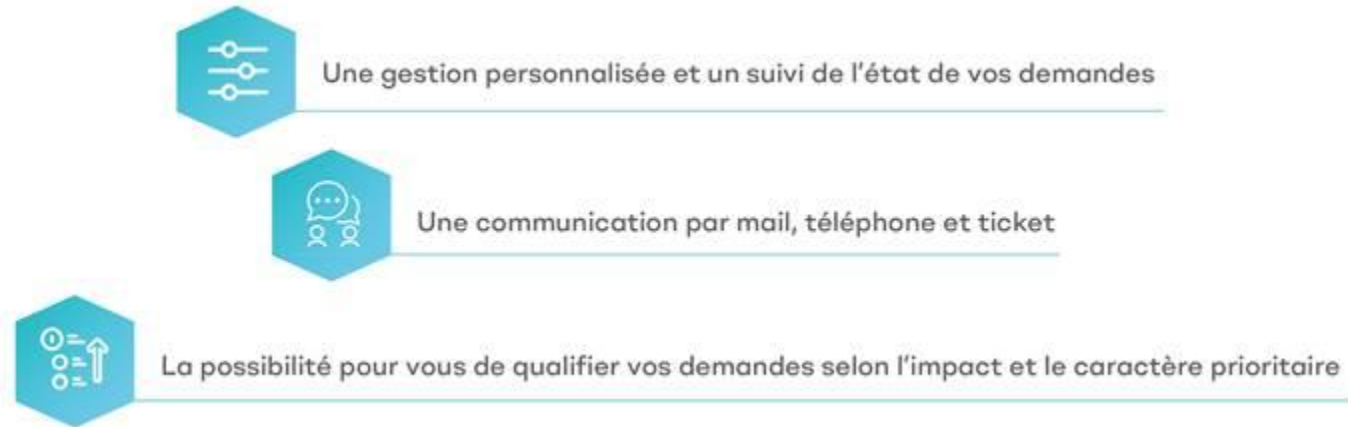 Une gestion personnalisée et un suivi de l'état de vos demandes
Une communication par mail, téléphone et ticket
La possibilité pour vous de qualifier vos demandes selon l'impact et le caractère prioritaire